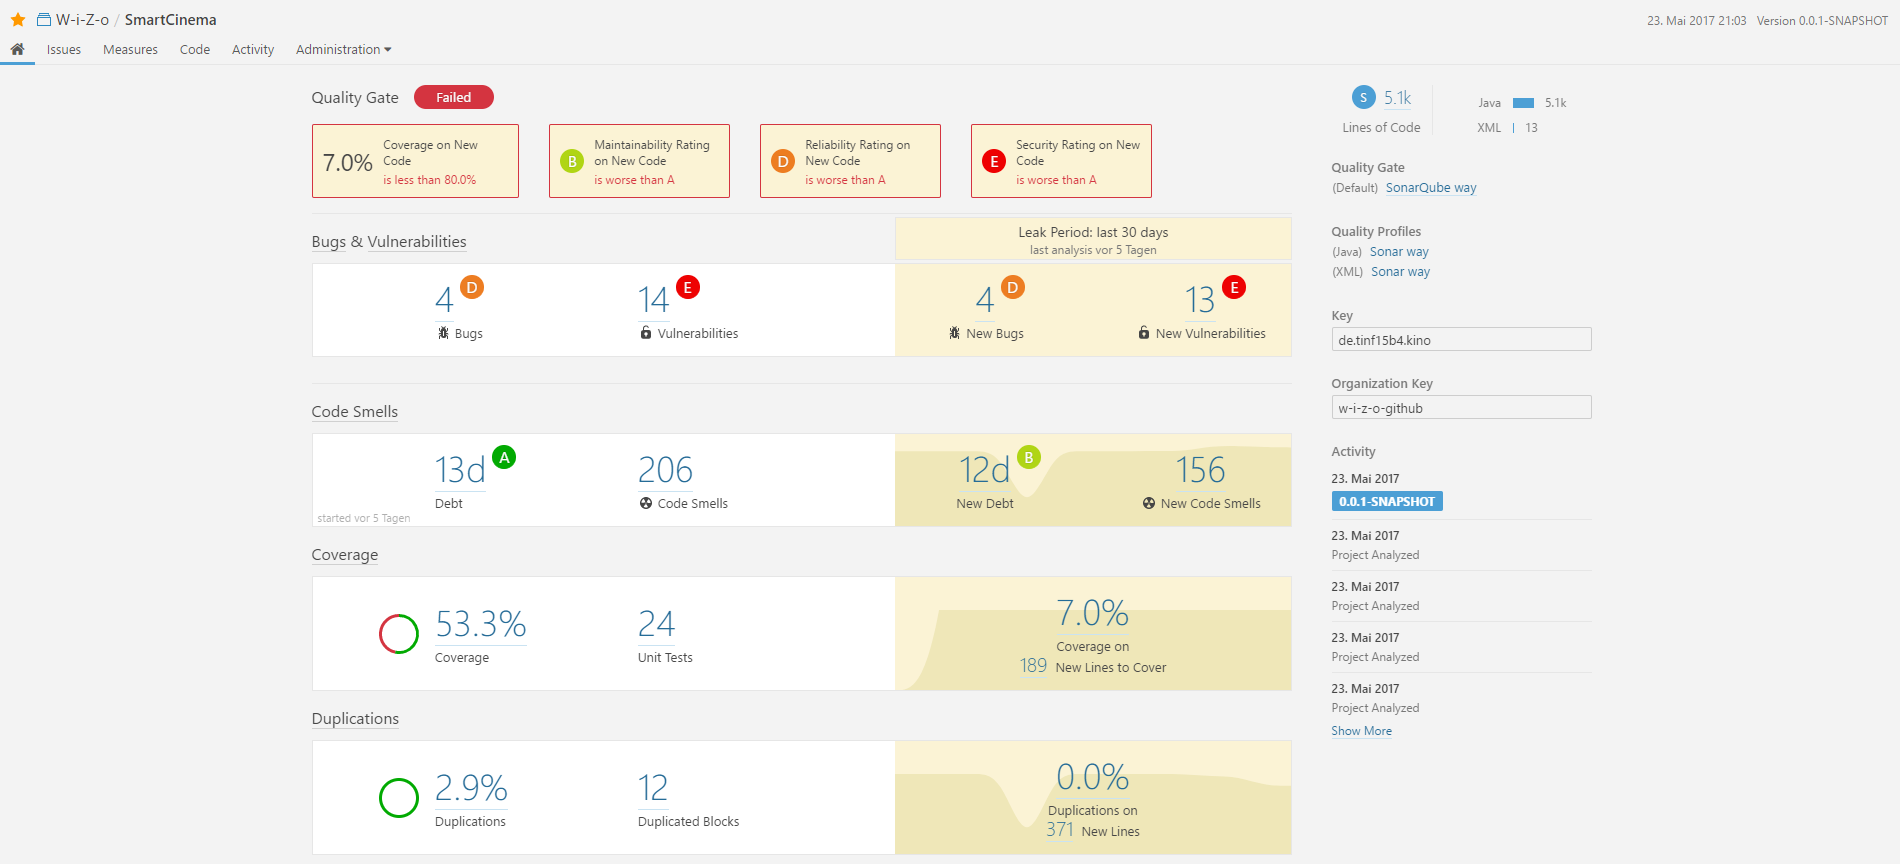 W-i-Z-o / SmartCinema
23. Mai 2017 21:03 Version 0.0.1-SNAPSHOT
Issues Measures Code Activity Administration
Quality Gate Failed
7.0%
Coverage on New
Code
is less than 80.0%
B
Maintainability Rating
on New Code
is worse than A
D
Reliability Rating on
New Code
is worse than A
E
Security Rating on New
Code
is worse than A
Bugs & Vulnerabilities
Leak Period: last 30 days
last analysis vor 5 Tagen
4 D
Bugs
14 E
Vulnerabilities
4 D
New Bugs
13 E
New Vulnerabilities
Code Smells
13d A
Debt
206
Code Smells
started vor 5 Tagen
12d B
New Debt
156
New Code Smells
Coverage
53.3%
Coverage
24
Unit Tests
7.0%
Coverage on
189 New Lines to Cover
Duplications
2.9%
Duplications
12
Duplicated Blocks
0.0%
Duplications on
371 New Lines
S 5.1k
Lines of Code
Java 5.1k
XML 13
Quality Gate
(Default) SonarQube way
Quality Profiles
(Java) Sonar way
(XML) Sonar way
Key
de.tinf15b4.kino
Organization Key
w-i-z-o-github
Activity
23. Mai 2017
0.0.1-SNAPSHOT
23. Mai 2017
Project Analyzed
23. Mai 2017
Project Analyzed
23. Mai 2017
Project Analyzed
23. Mai 2017
Project Analyzed
Show More